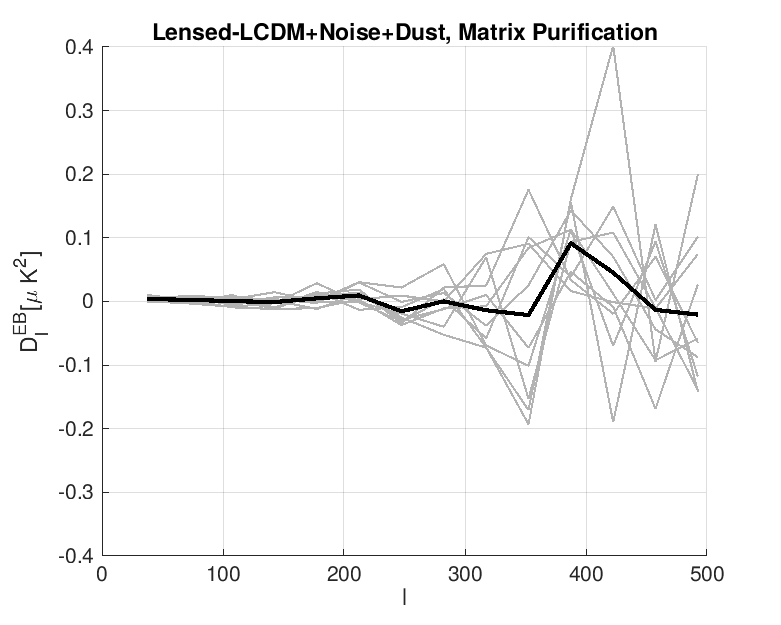 Lensed-LCDM+Noise+Dust, Matrix Purification
0.4
0.3
0.2
0.1
0
-0.1
-0.2
-0.3
-0.4
D_l^EB[μ K^2]
0 100 200 300 400 500
l